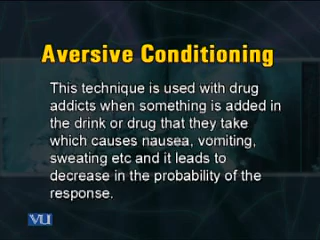 Aversive Conditioning
This technique is used with drug
addicts when something is added in
the drink or drug that they take
which causes nausea, vomiting,
sweating etc and it leads to
decrease in the probability of the
response.
VU